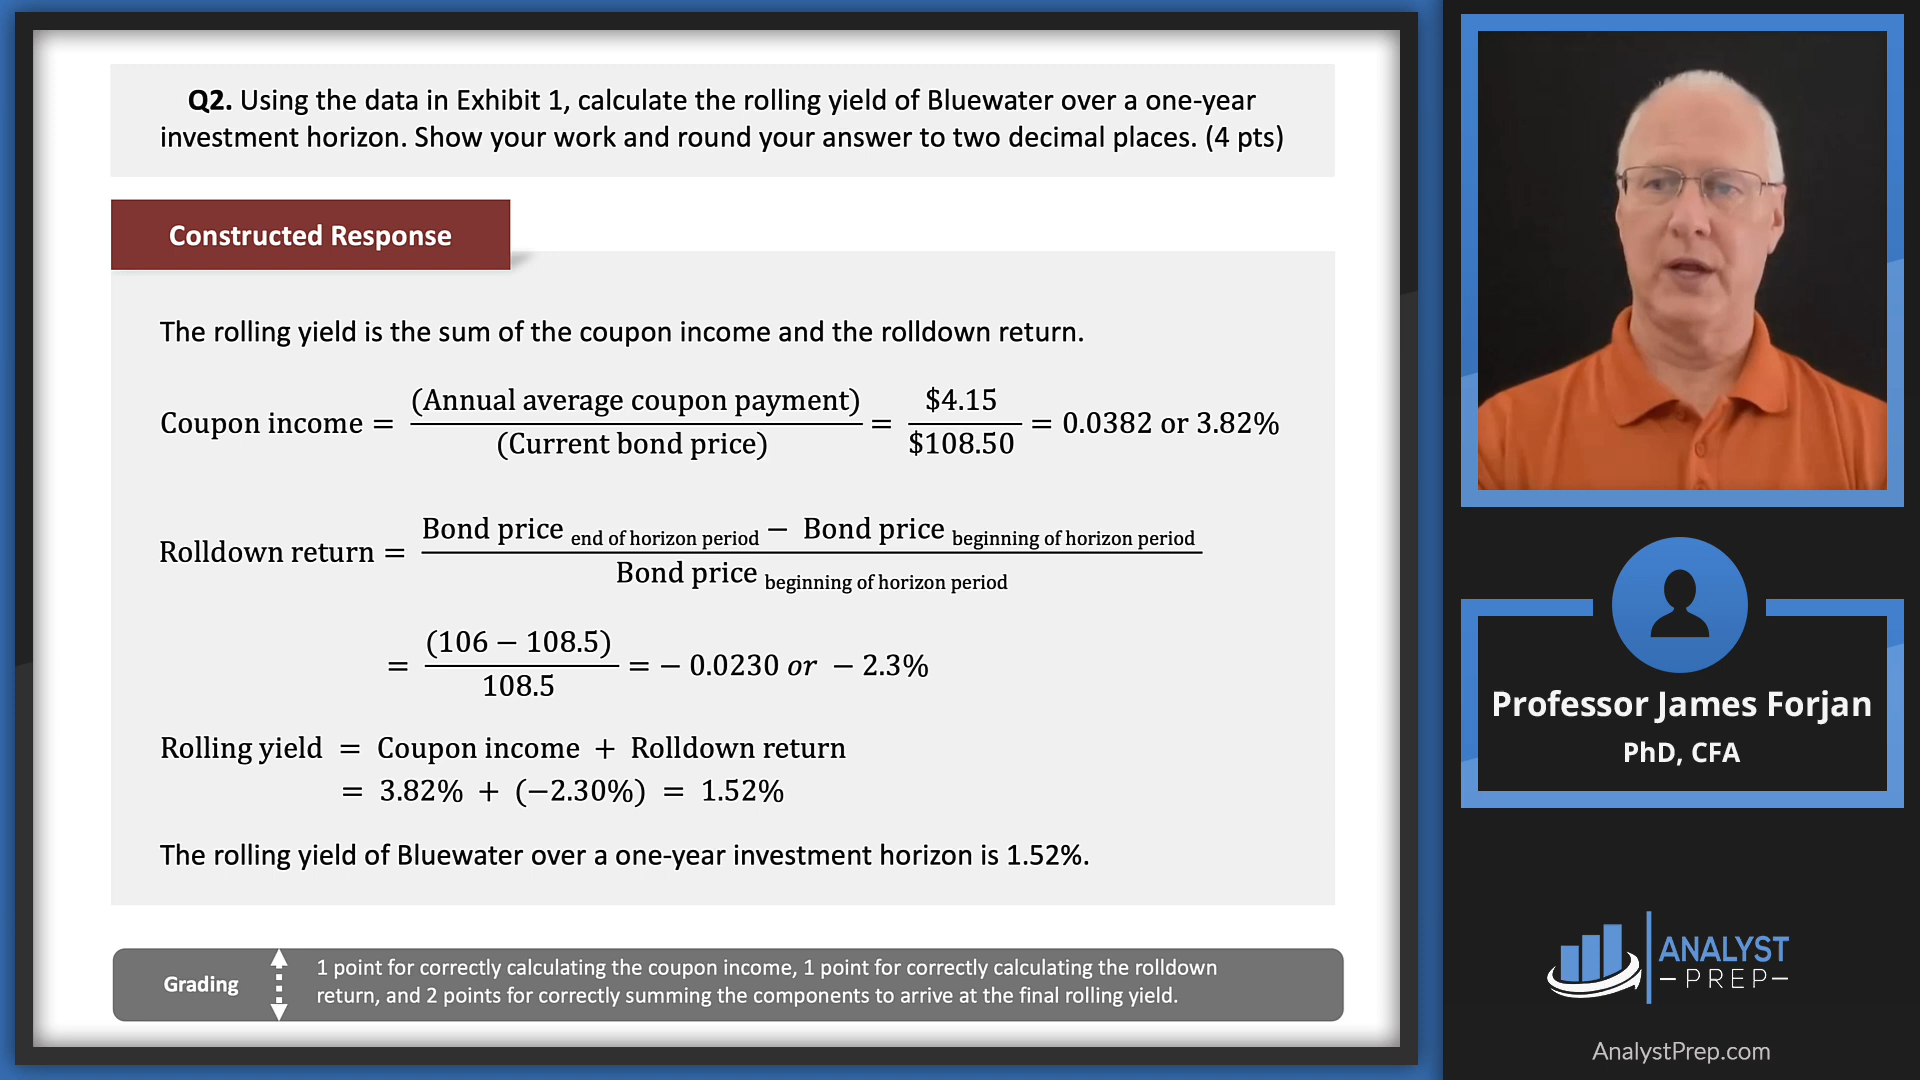 Q2. Using the data in Exhibit 1, calculate the rolling yield of Bluewater over a one-year
investment horizon. Show your work and round your answer to two decimal places. (4 pts)
Constructed Response
The rolling yield is the sum of the coupon income and the rolldown return.
Coupon income = (Annual average coupon payment) / (Current bond price) = $4.15 / $108.50 = 0.0382 or 3.82%
Rolldown return = Bond price end of horizon period − Bond price beginning of horizon period / Bond price beginning of horizon period
= (106 − 108.5) / 108.5 = − 0.0230 or − 2.3%
Rolling yield = Coupon income + Rolldown return
= 3.82% + (−2.30%) = 1.52%
The rolling yield of Bluewater over a one-year investment horizon is 1.52%.
Grading
1 point for correctly calculating the coupon income, 1 point for correctly calculating the rolldown
return, and 2 points for correctly summing the components to arrive at the final rolling yield.
Professor James Forjan
PhD, CFA
ANALYST
PREP
AnalystPrep.com